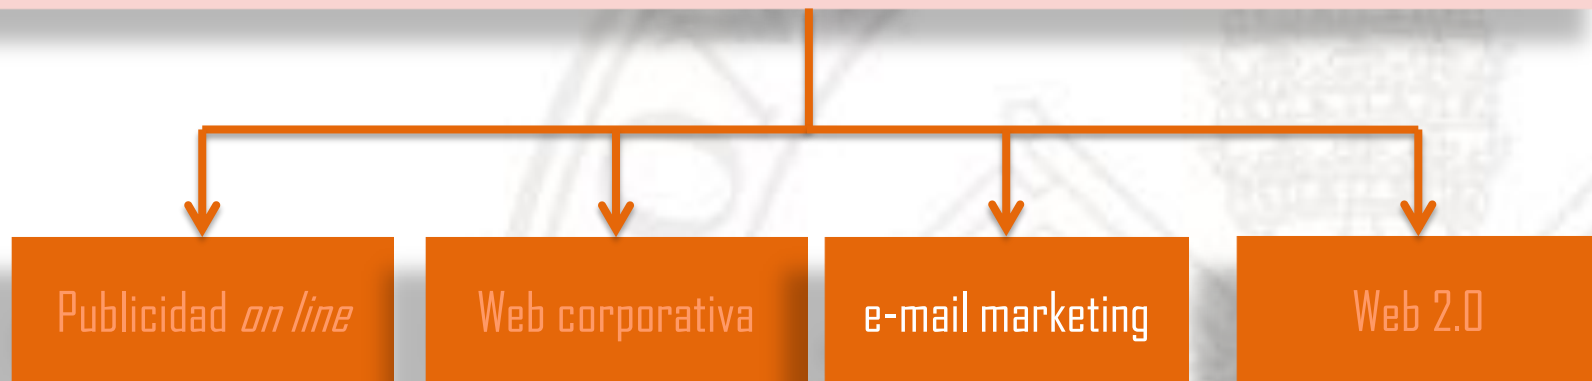 Publicidad on line
Web corporativa
e-mail marketing
Web 2.0